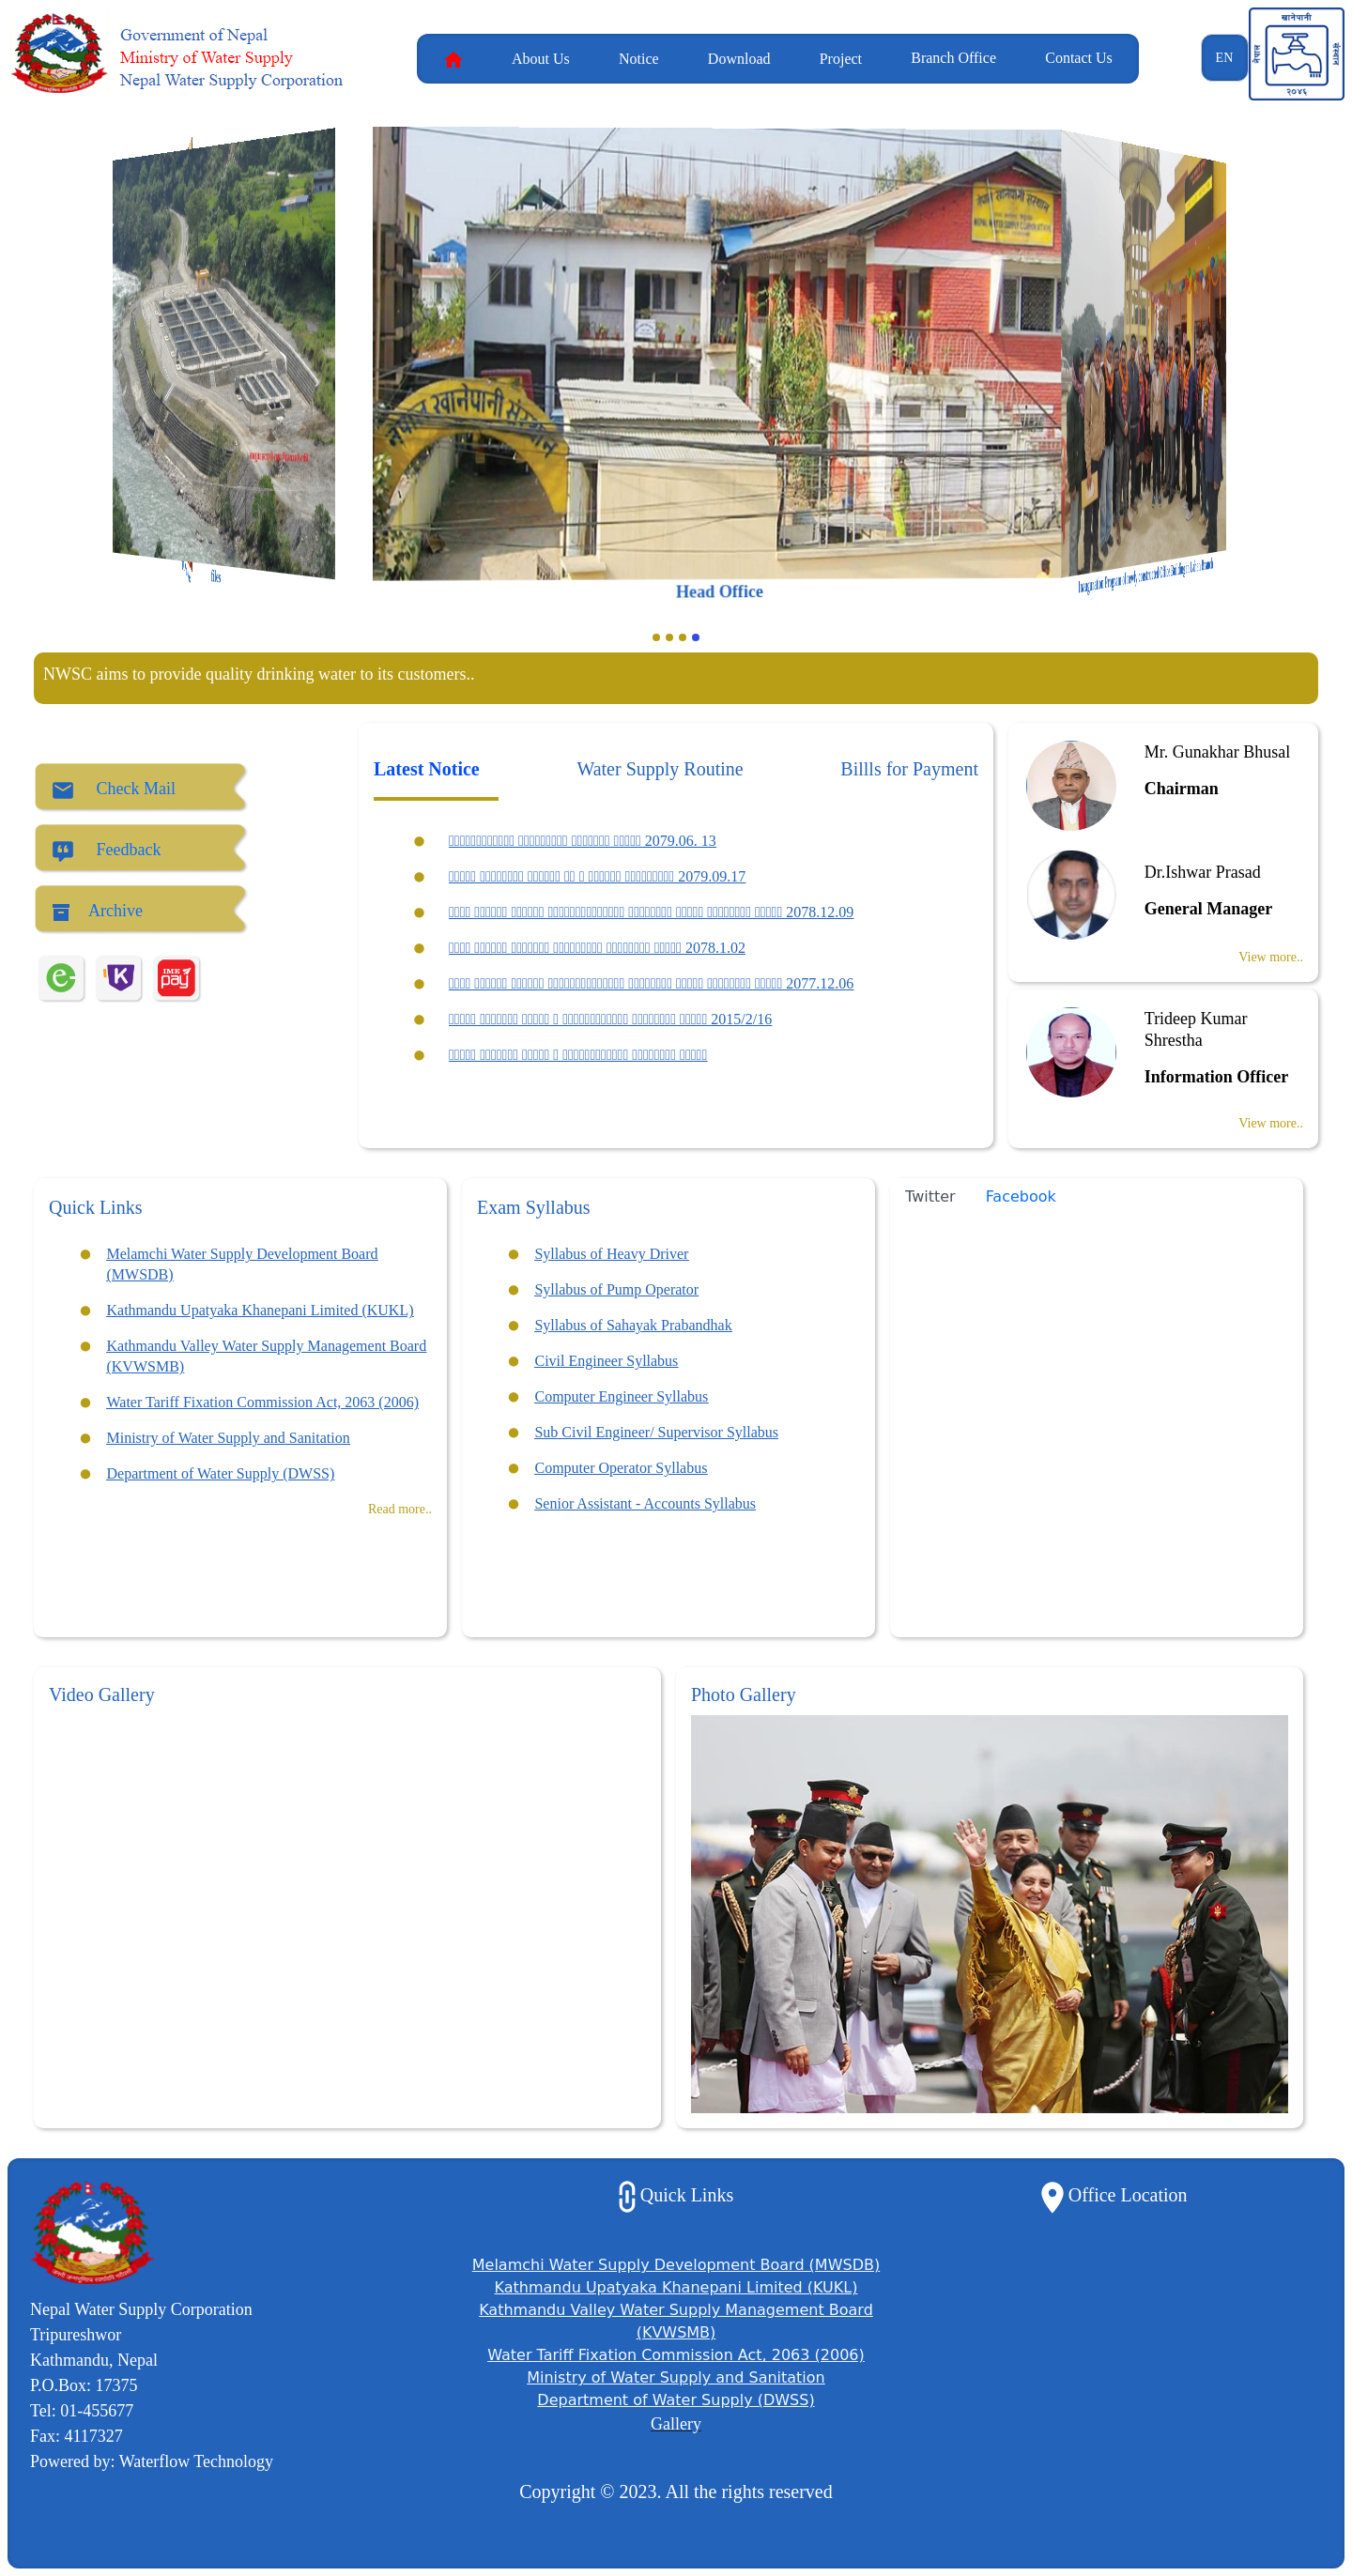 Government of Nepal
Ministry of Water Supply
Nepal Water Supply Corporation
About Us
Notice
Download
Project
Branch Office
Contact Us
EN
खानेपानी
नेपाल
संस्थान
२०४६
नेपाल खानेपानी संस्थान
NEPAL WATER SUPPLY CORPORATION
files
Head Office
NWSC aims to provide quality drinking water to its customers..
Check Mail
Feedback
Archive
IME
pay
Latest Notice
Water Supply Routine
Billls for Payment
2079.06. 13
2079.09.17
2078.12.09
2078.1.02
2077.12.06
2015/2/16
Mr. Gunakhar Bhusal
Chairman
Dr.Ishwar Prasad
General Manager
View more..
Trideep Kumar
Shrestha
Information Officer
View more..
Quick Links
Melamchi Water Supply Development Board
(MWSDB)
Kathmandu Upatyaka Khanepani Limited (KUKL)
Kathmandu Valley Water Supply Management Board
(KVWSMB)
Water Tariff Fixation Commission Act, 2063 (2006)
Ministry of Water Supply and Sanitation
Department of Water Supply (DWSS)
Read more..
Exam Syllabus
Syllabus of Heavy Driver
Syllabus of Pump Operator
Syllabus of Sahayak Prabandhak
Civil Engineer Syllabus
Computer Engineer Syllabus
Sub Civil Engineer/ Supervisor Syllabus
Computer Operator Syllabus
Senior Assistant - Accounts Syllabus
Twitter
Facebook
Video Gallery
Photo Gallery
Nepal Water Supply Corporation
Tripureshwor
Kathmandu, Nepal
P.O.Box: 17375
Tel: 01-455677
Fax: 4117327
Powered by: Waterflow Technology
Quick Links
Melamchi Water Supply Development Board (MWSDB)
Kathmandu Upatyaka Khanepani Limited (KUKL)
Kathmandu Valley Water Supply Management Board
(KVWSMB)
Water Tariff Fixation Commission Act, 2063 (2006)
Ministry of Water Supply and Sanitation
Department of Water Supply (DWSS)
Gallery
Office Location
Copyright © 2023. All the rights reserved